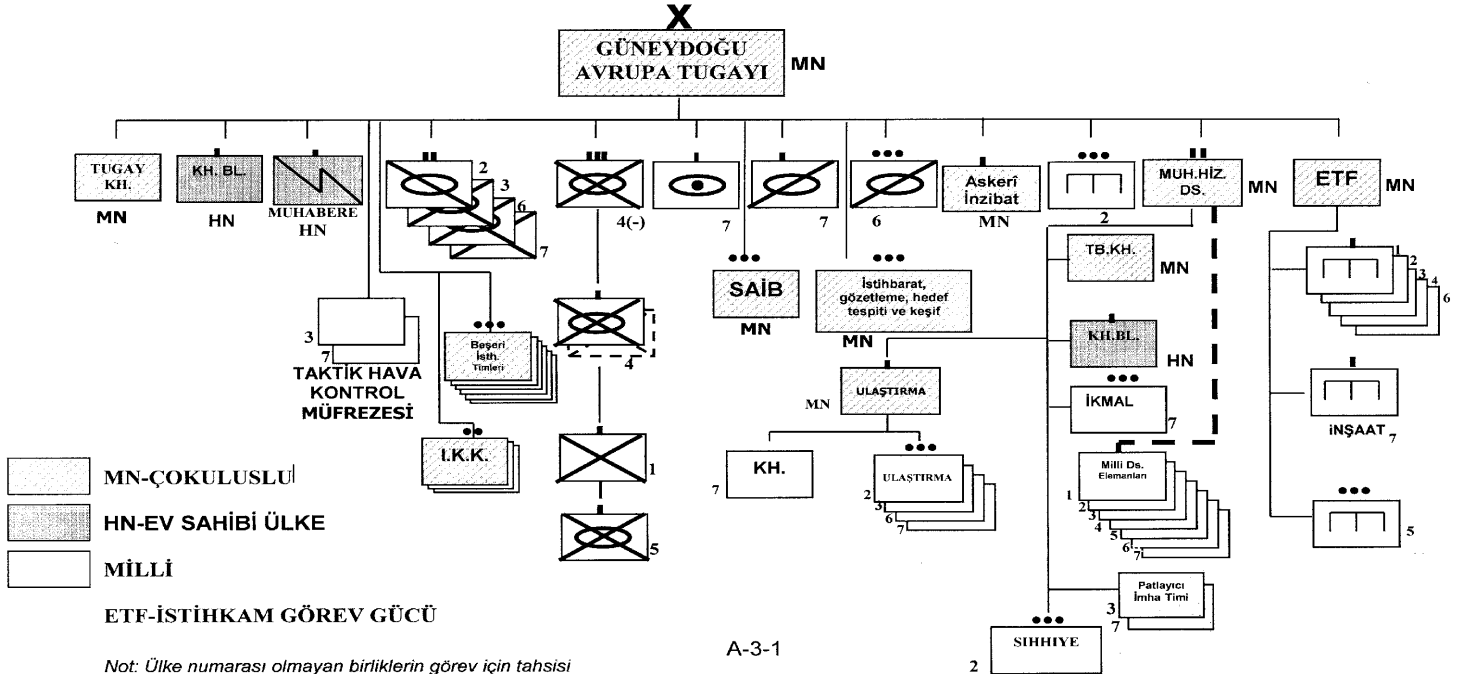 GÜNEYDOĞU
AVRUPA TUGAYI
MN
TUGAY
KH.
MN
KH. BL.
HN
MUHABERE
HN
2
3
6
7
4(-)
7
7
6
Askerî
İnzibat
MN
2
MUH.HİZ.
DS.
MN
ETF
MN
3
7
TAKTİK HAVA
KONTROL
MÜFREZESİ
Beşeri
İsth.
Timleri
I.K.K.
4
1
5
SAİB
MN
İstihbarat,
gözetleme, hedef
tespiti ve keşif
MN
ULAŞTIRMA
MN
KH.
7
ULAŞTIRMA
2
3
6
7
TB.KH.
MN
KH.BL.
HN
İKMAL
7
Milli Ds.
Elemanları
1
2
3
4
5
6
7
Patlayıcı
İmha Timi
3
7
SIHHIYE
2
1
2
3
4
6
iNŞAAT
7
5
MN-ÇOKULUSLU
HN-EV SAHİBİ ÜLKE
MİLLİ
ETF-İSTİHKAM GÖREV GÜCÜ
A-3-1
Not: Ülke numarası olmayan birliklerin görev için tahsisi